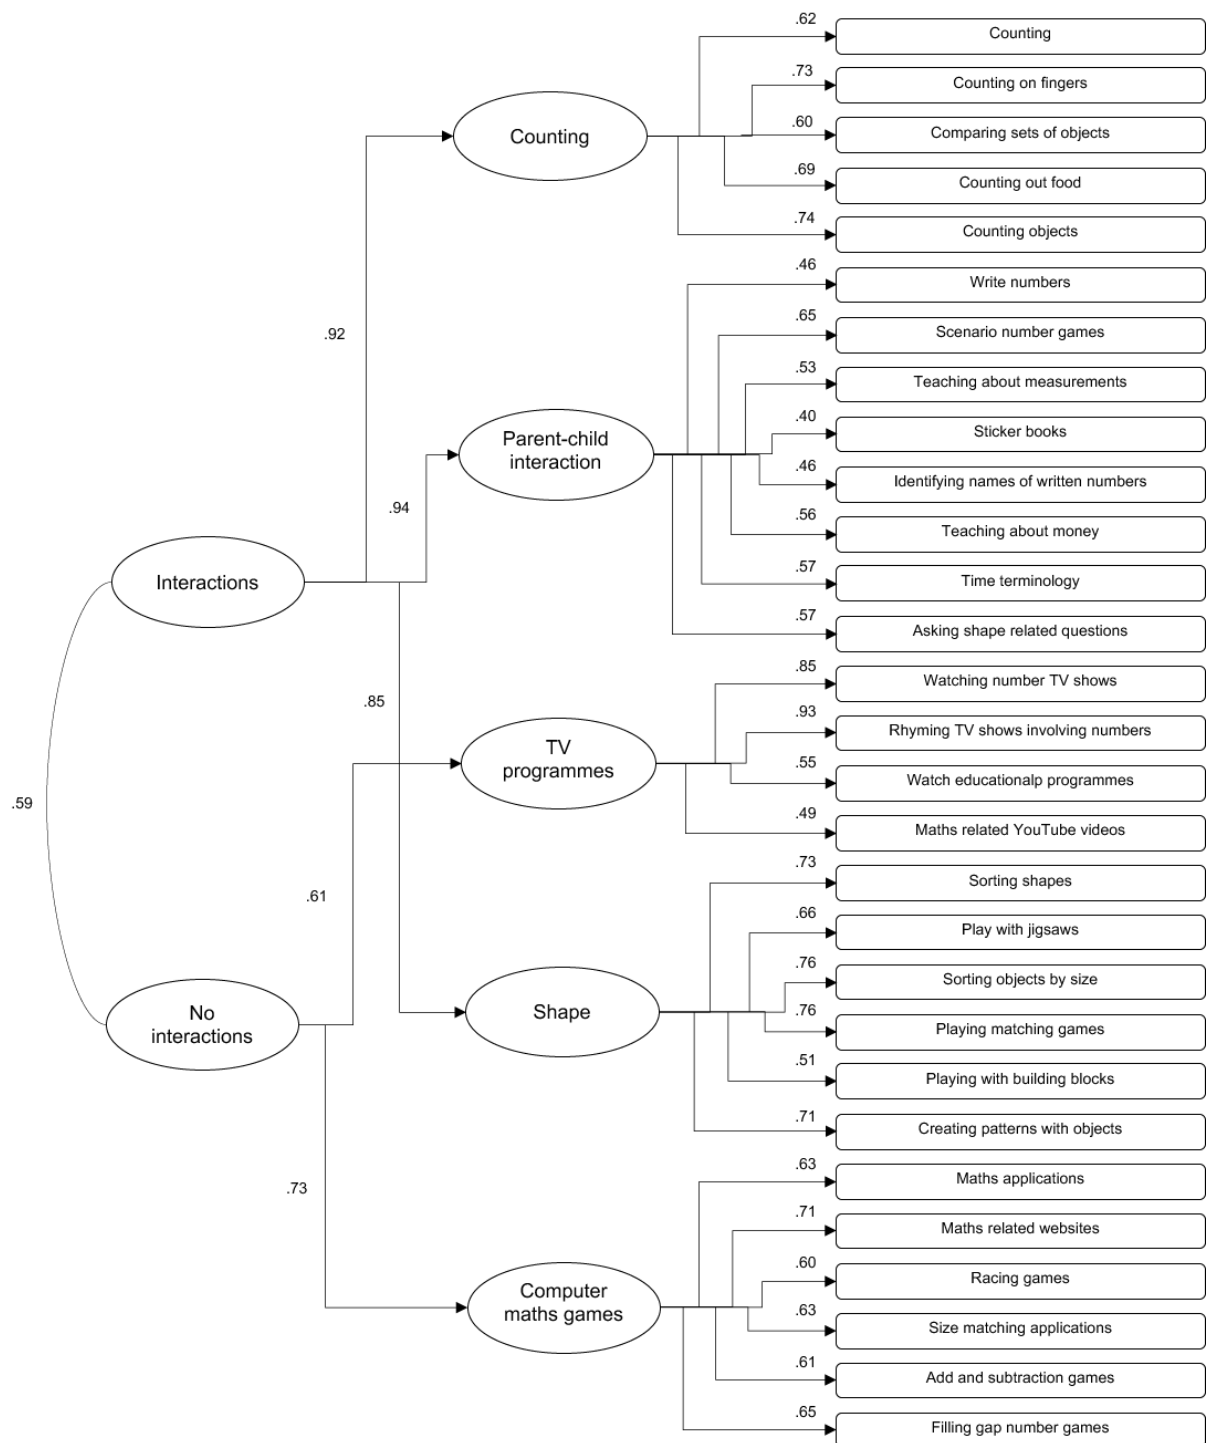 .62
Counting
.73
Counting on fingers
.60
Comparing sets of objects
.69
Counting out food
.74
Counting objects
Counting
.46
Write numbers
.65
Scenario number games
.53
Teaching about measurements
.40
Sticker books
.46
Identifying names of written numbers
.56
Teaching about money
.57
Time terminology
.57
Asking shape related questions
Parent-child
interaction
.92
.94
Interactions
.85
.85
Watching number TV shows
.93
Rhyming TV shows involving numbers
.55
Watch educationalp programmes
.49
Maths related YouTube videos
TV
programmes
.59
.61
.73
Sorting shapes
.66
Play with jigsaws
.76
Sorting objects by size
.76
Playing matching games
.51
Playing with building blocks
.71
Creating patterns with objects
Shape
No
interactions
.73
.63
Maths applications
.71
Maths related websites
.60
Racing games
.63
Size matching applications
.61
Add and subtraction games
.65
Filling gap number games
Computer
maths games